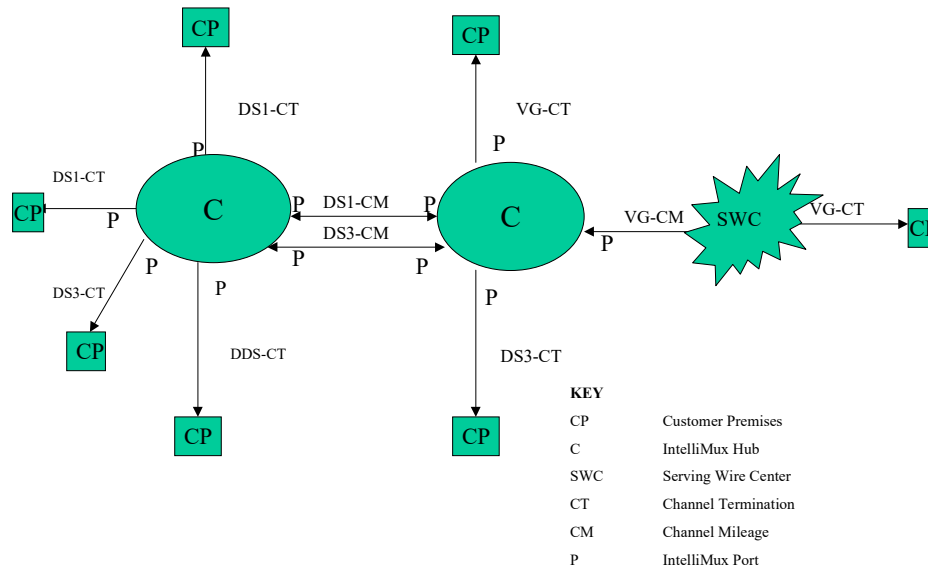 CP
CP
DS1-CT
VG-CT
P
P
DS1-CT
CP
P
C
P
DS1-CM
P
C
VG-CM
SWC
VG-CT
CP
DS3-CM
P
P
P
P
P
P
DS3-CT
CP
DDS-CT
DS3-CT
CP
CP
KEY
CP Customer Premises
C IntelliMux Hub
SWC Serving Wire Center
CT Channel Termination
CM Channel Mileage
P IntelliMux Port